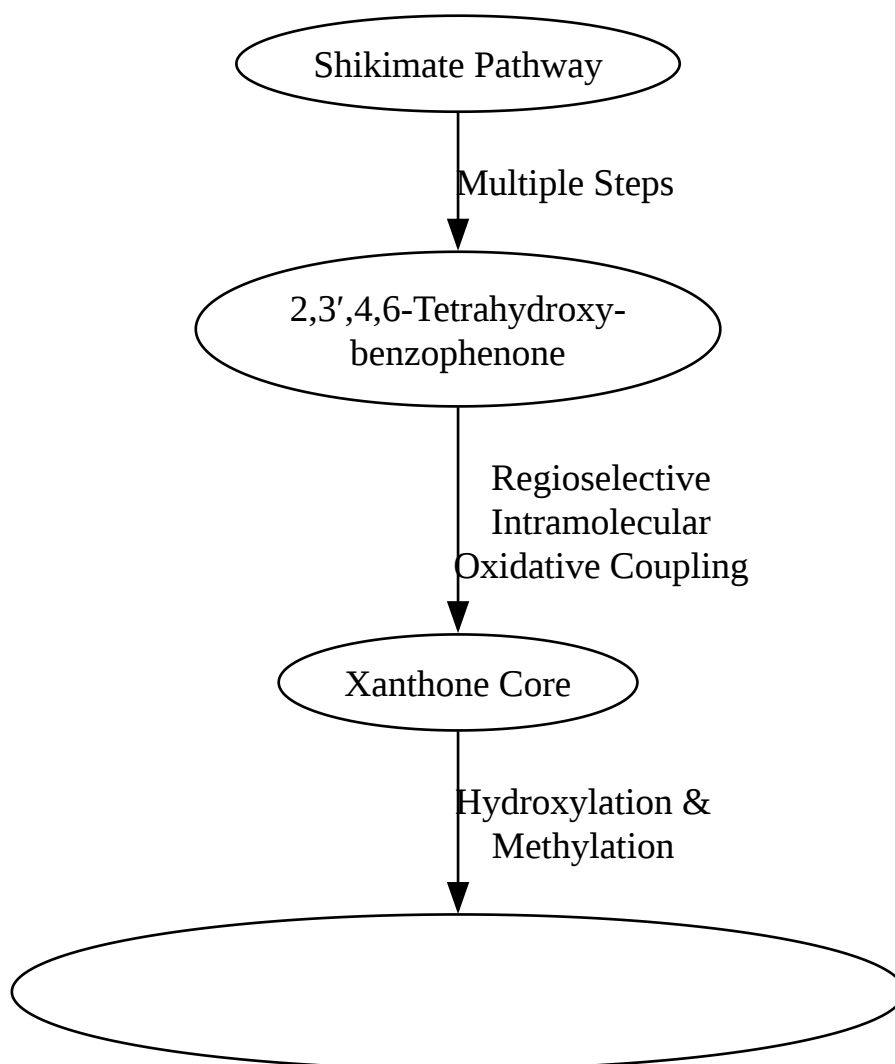 Shikimate Pathway
Multiple Steps
2,3′,4,6-Tetrahydroxy-
benzophenone
Regioselective
Intramolecular
Oxidative Coupling
Xanthone Core
Hydroxylation &
Methylation